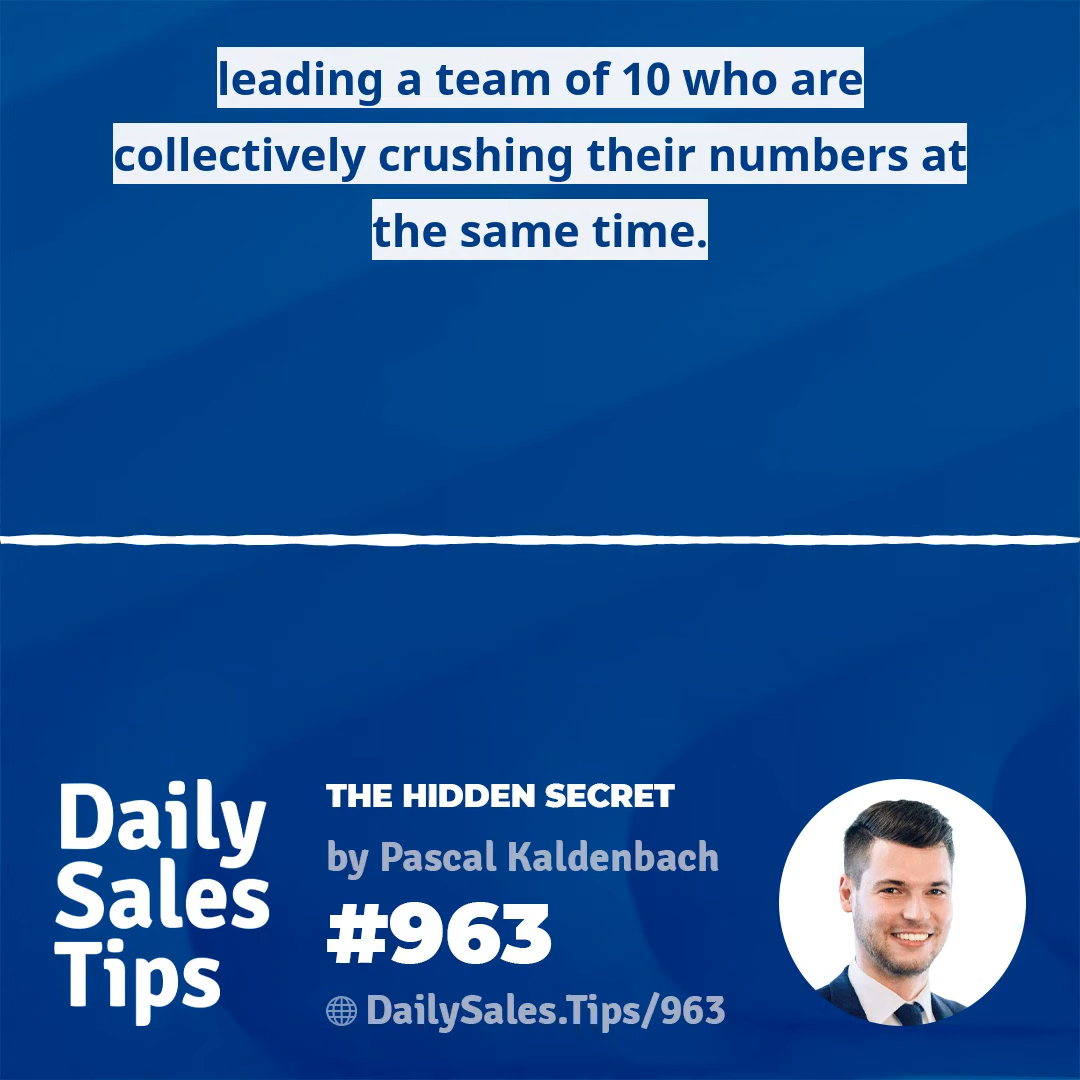 leading a team of 10 who are
collectively crushing their numbers at
the same time.
Daily
Sales
Tips
THE HIDDEN SECRET
by Pascal Kaldenbach
#963
DailySales.Tips/963